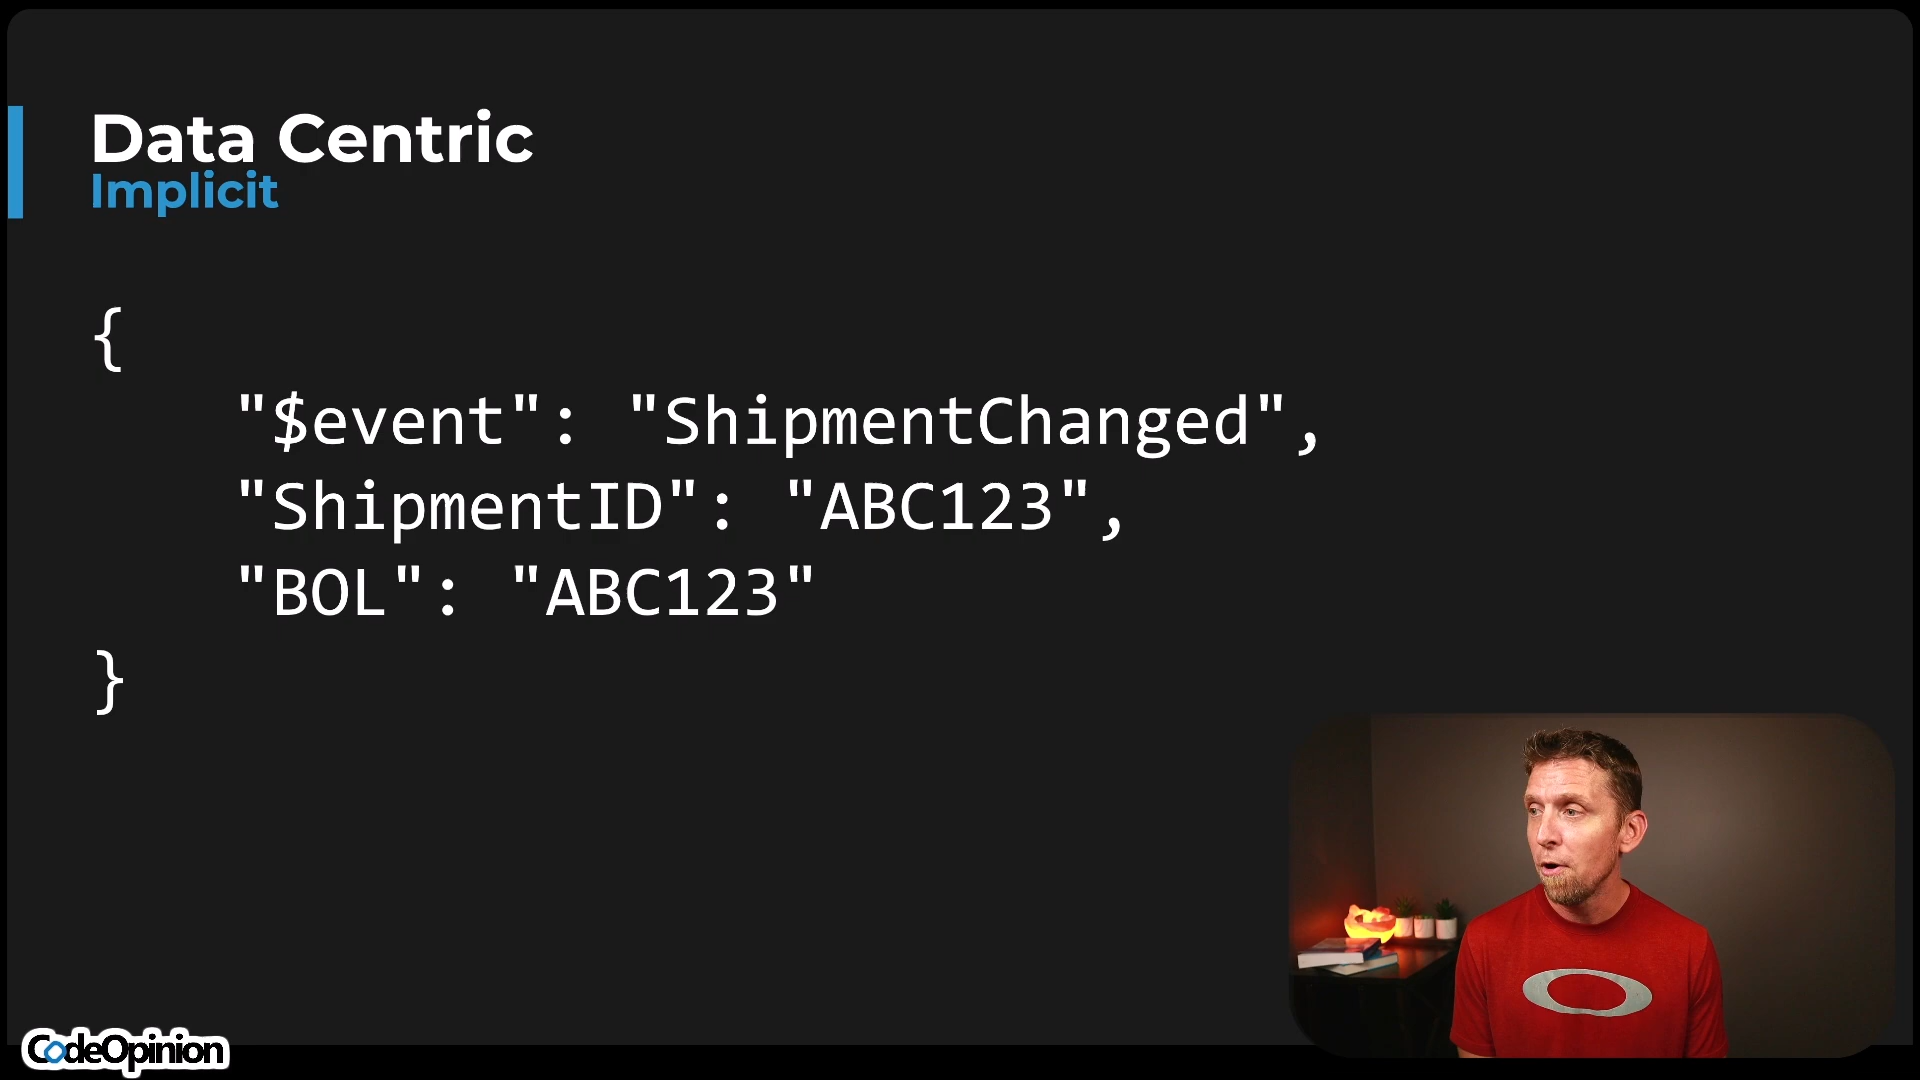 Data Centric
Implicit
{
"$event": "ShipmentChanged",
"ShipmentID": "ABC123",
"BOL": "ABC123"
}
CodeOpinion